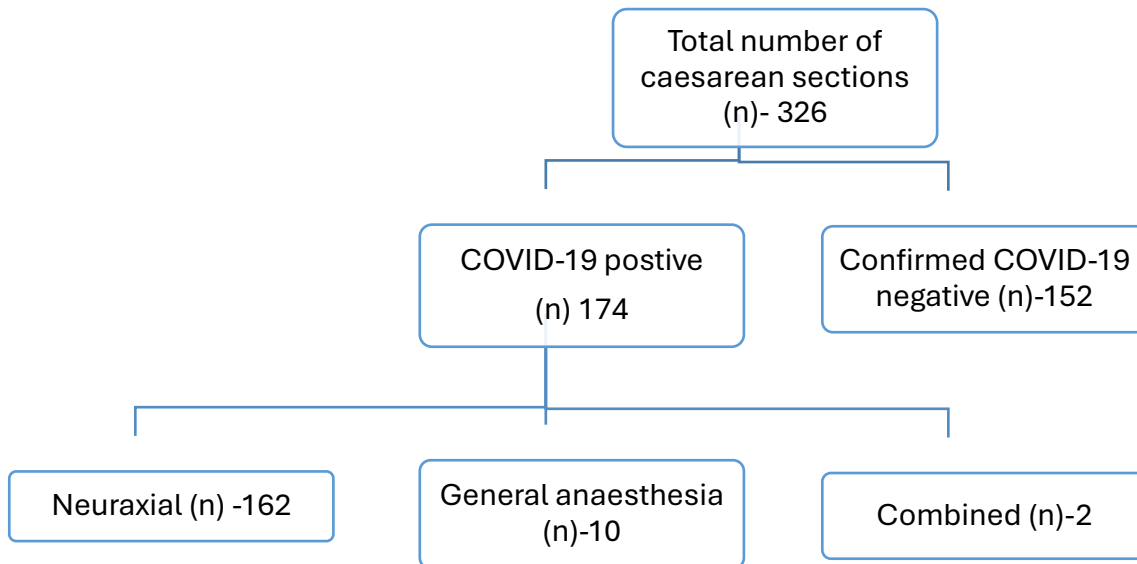 Total number of
caesarean sections
(n)- 326
COVID-19 postive
(n) 174
Confirmed COVID-19
negative (n)-152
Neuraxial (n) -162
General anaesthesia
(n)-10
Combined (n)-2